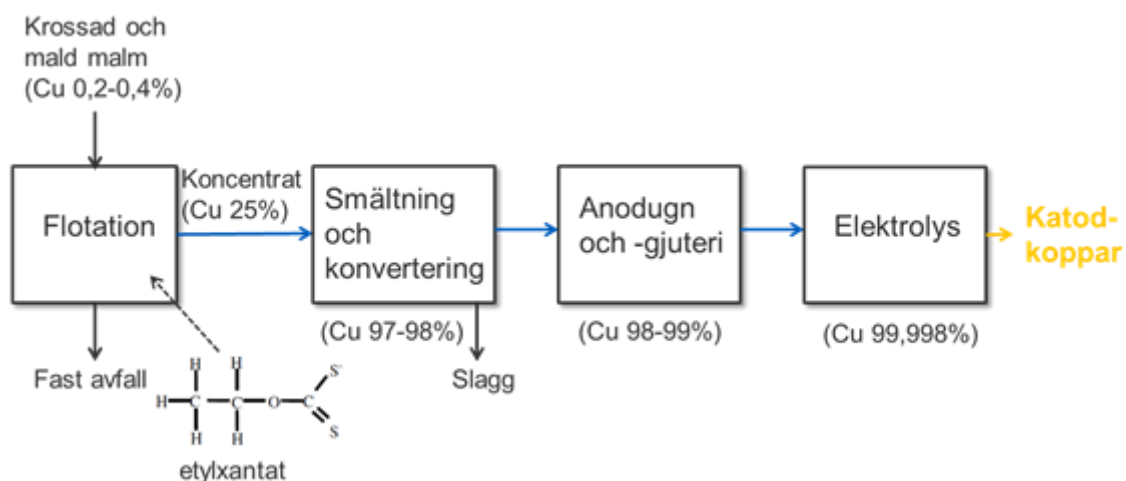 Krossad och
mald malm
(Cu 0,2-0,4%)
Flotation
Koncentrat
(Cu 25%)
Smältning
och
konvertering
Anodugn
och -gjuteri
Elektrolys
Katod-
koppar
(Cu 97-98%)
(Cu 98-99%)
(Cu 99,998%)
Fast avfall
Slagg
H H S-
H C C O C
H H S
etylxantat